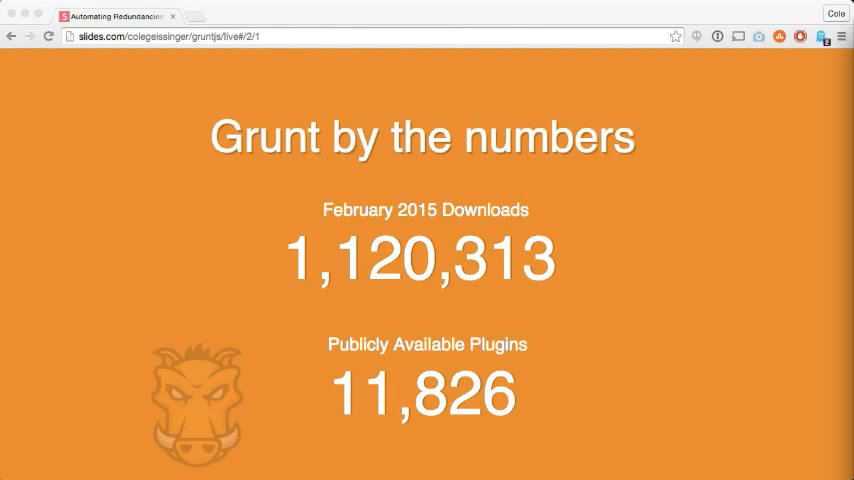 Automating Redundancies
Cole
slides.com/colegeissinger/gruntjs/live#/2/1
Grunt by the numbers
February 2015 Downloads
1,120,313
Publicly Available Plugins
11,826